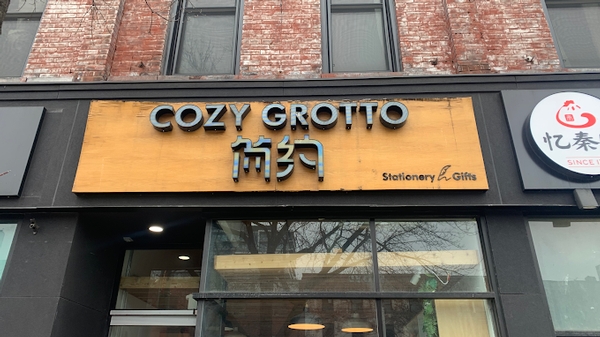 COZY GROTTO
简约
Stationery Gifts
忆秦
SINCE